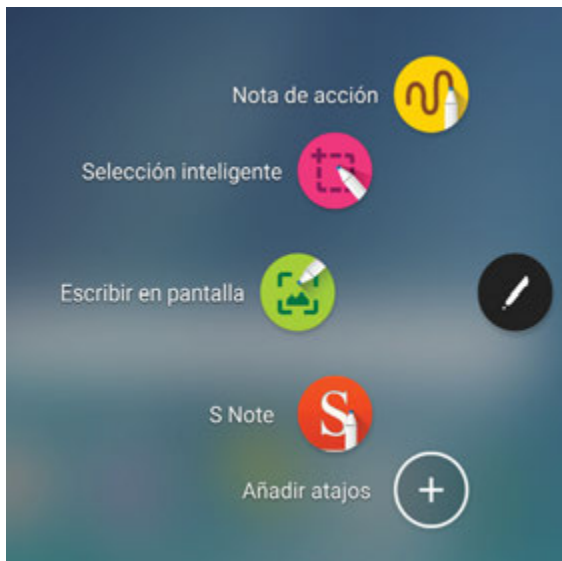 Nota de acción
Selección inteligente
Escribir en pantalla
S Note
S
Añadir atajos